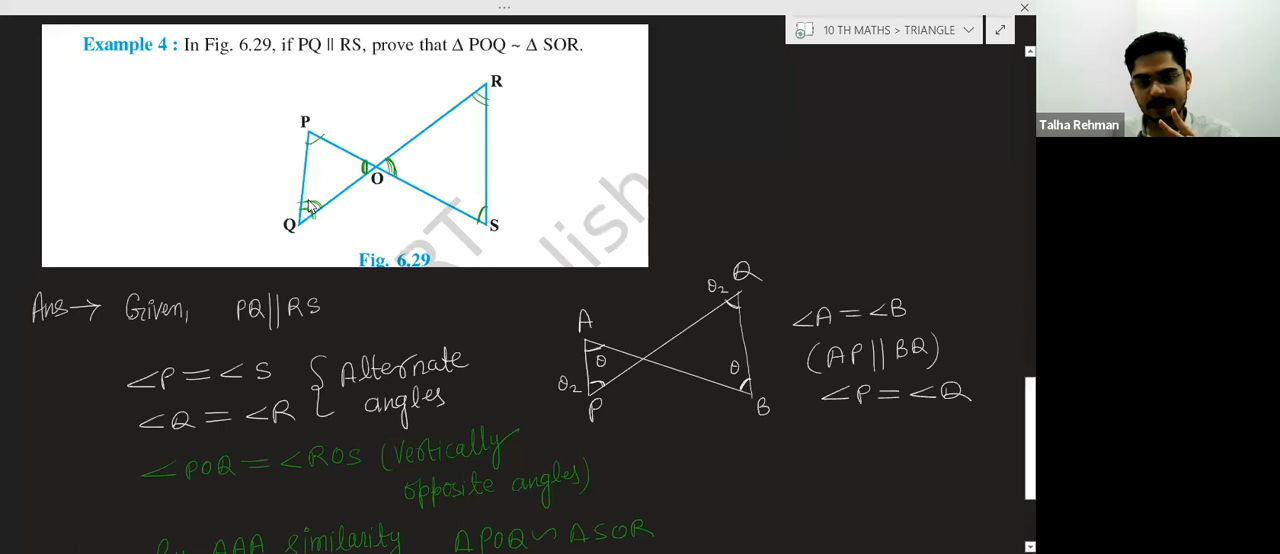 10 TH MATHS > TRIANGLE
Example 4 : In Fig. 6.29, if PQ || RS, prove that Δ POQ ~ Δ SOR.
R
P
O
Q
S
Fig. 6.29
Talha Rehman
Ans → Given, PQ||RS
∠P = ∠S { Alternate
∠Q = ∠R angles
∠POQ = ∠ROS (Vertically
opposite angles)
By AAA similarity ΔPOQ ~ ΔSOR
A
Q
θ2
θ
θ
θ2
P
B
∠A = ∠B
(AP || BQ)
∠P = ∠Q